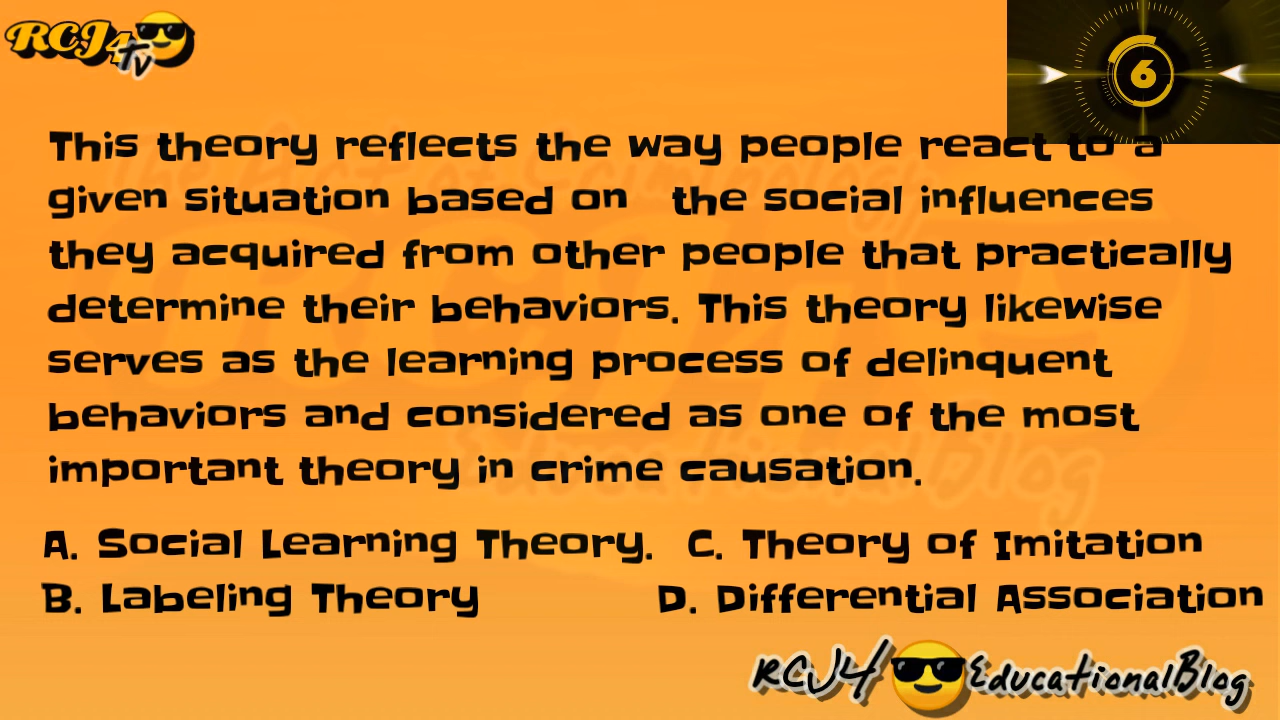 RCJ4 tv
6
This theory reflects the way people react to a
given situation based on the social influences
they acquired from other people that practically
determine their behaviors. This theory likewise
serves as the learning process of delinquent
behaviors and considered as one of the most
important theory in crime causation.
A. Social Learning Theory. C. Theory of Imitation
B. Labeling Theory D. Differential Association
RCJ4 EducationalBlog